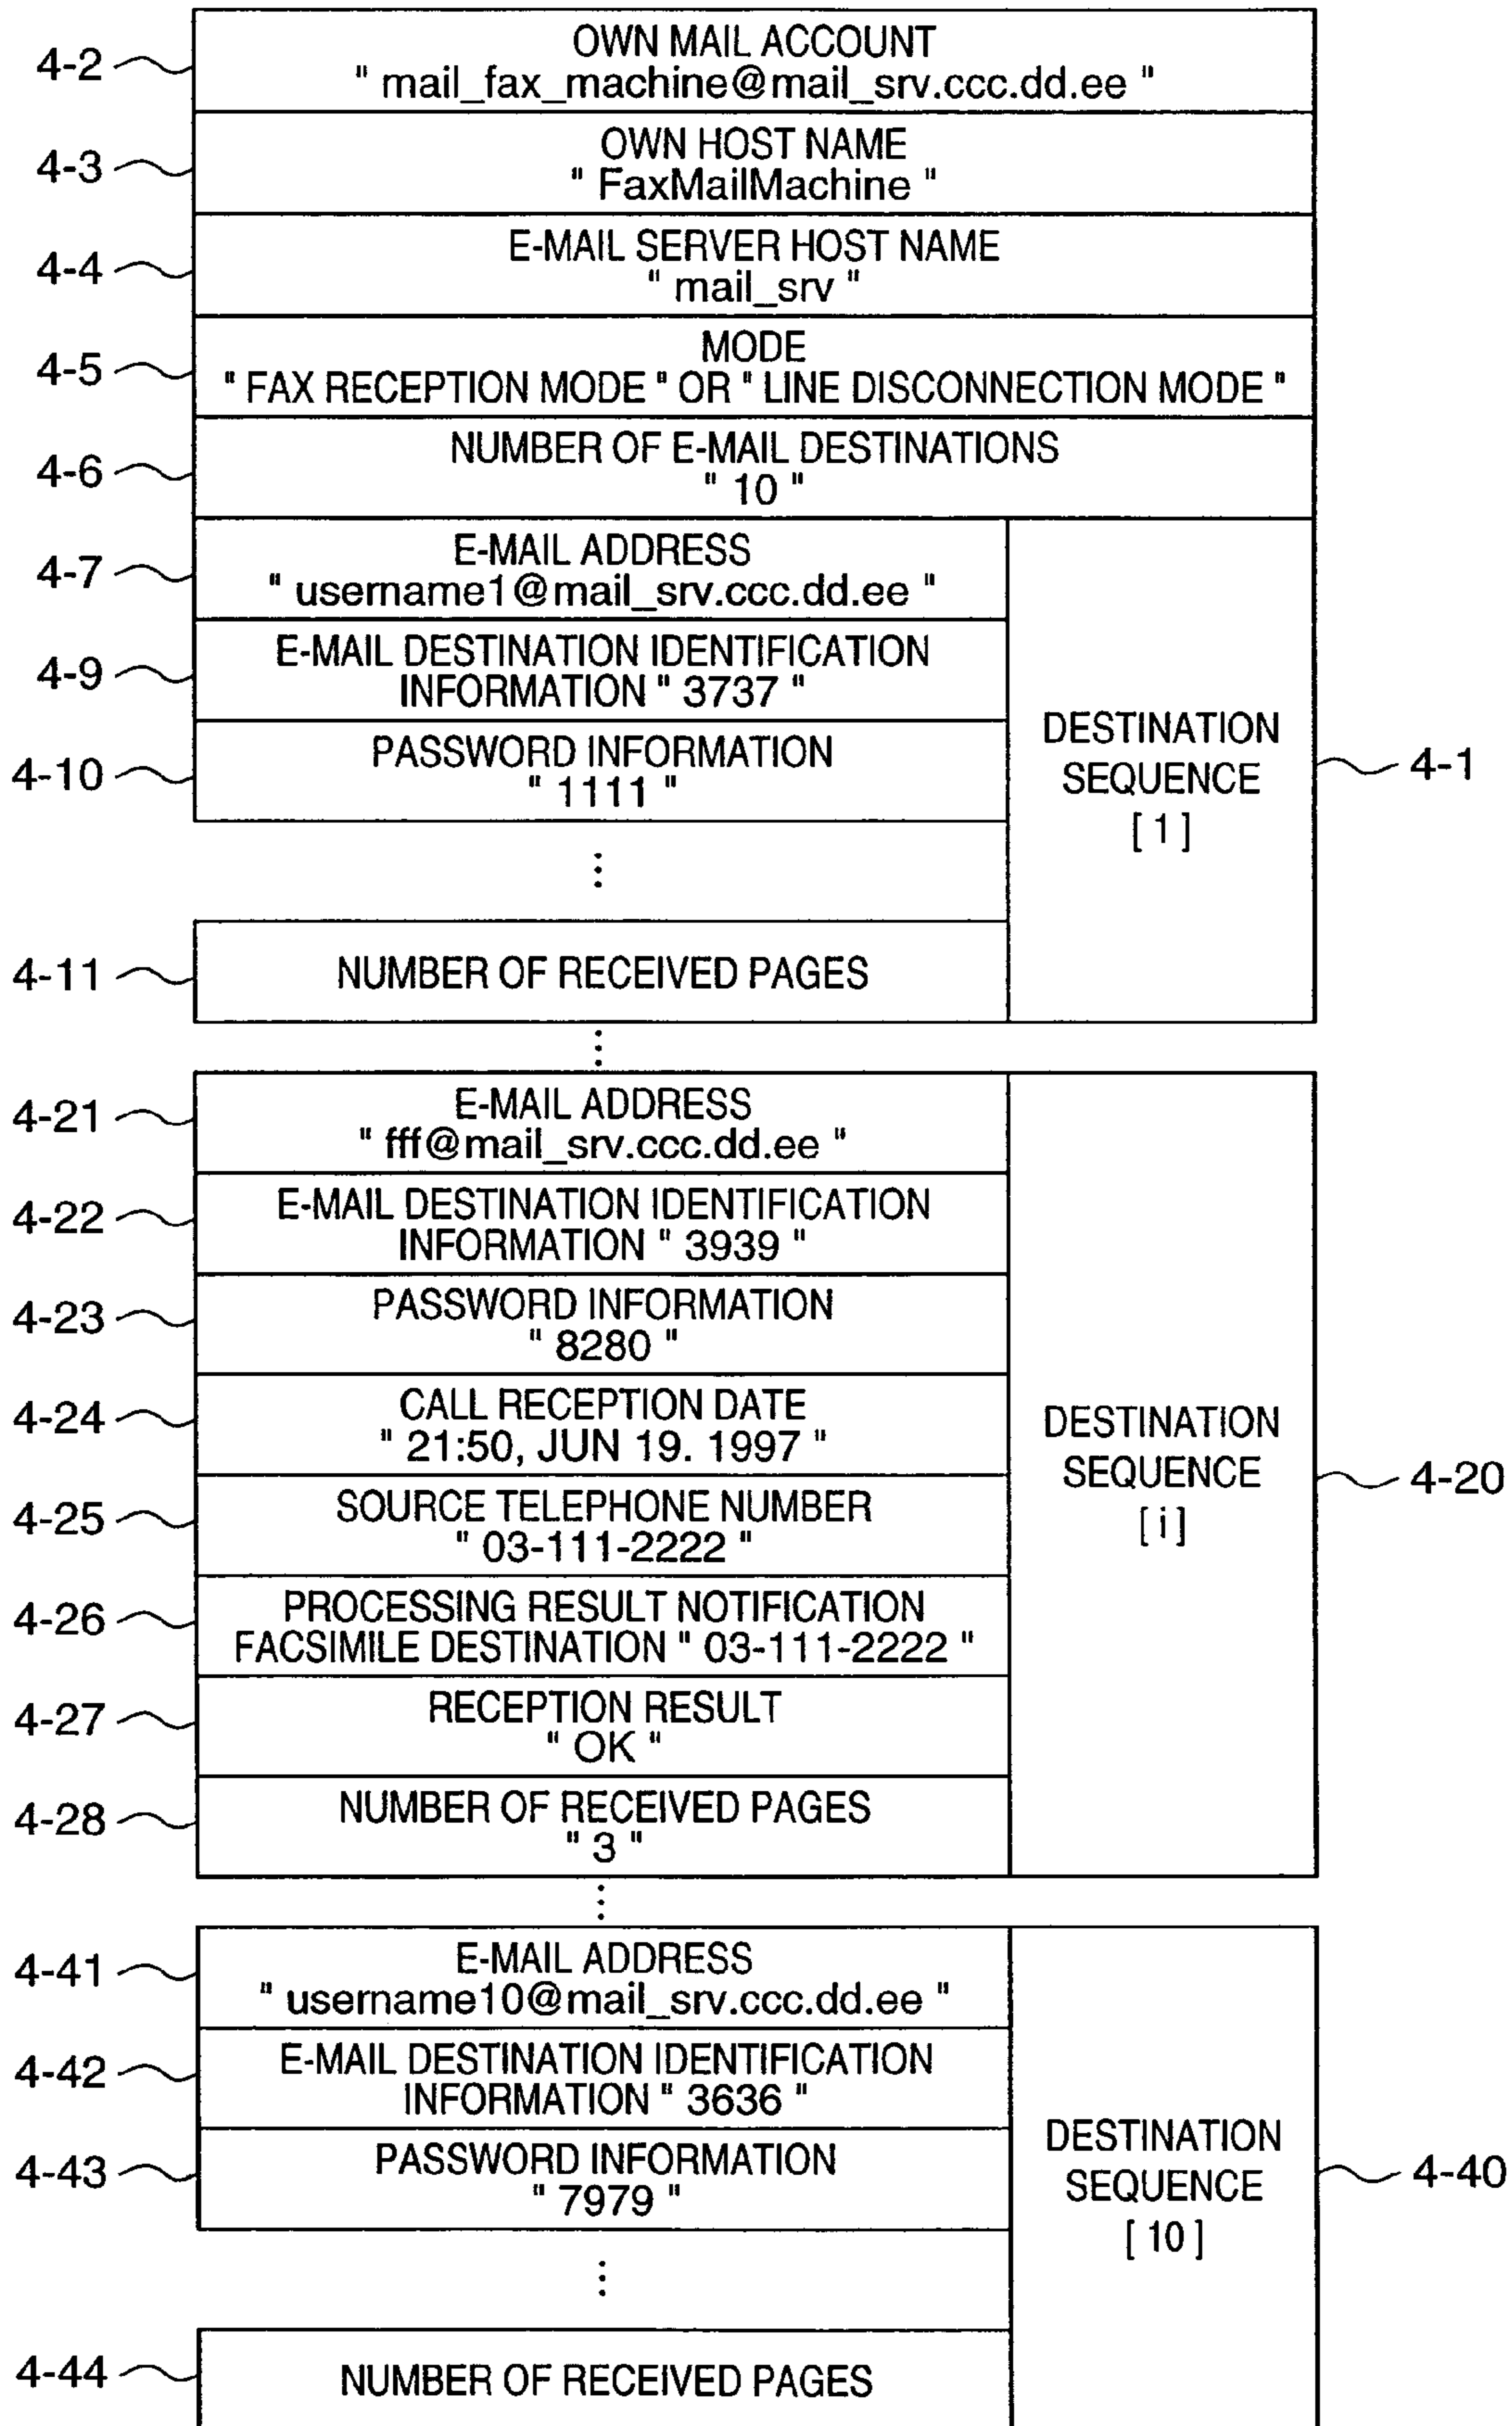 4-2
OWN MAIL ACCOUNT
" mail_fax_machine@mail_srv.ccc.dd.ee "
4-3
OWN HOST NAME
" FaxMailMachine "
4-4
E-MAIL SERVER HOST NAME
" mail_srv "
4-5
MODE
" FAX RECEPTION MODE " OR " LINE DISCONNECTION MODE "
4-6
NUMBER OF E-MAIL DESTINATIONS
" 10 "
4-7
E-MAIL ADDRESS
" username1@mail_srv.ccc.dd.ee "
4-9
E-MAIL DESTINATION IDENTIFICATION
INFORMATION " 3737 "
4-10
PASSWORD INFORMATION
" 1111 "
⋮
4-11
NUMBER OF RECEIVED PAGES
DESTINATION
SEQUENCE
[ 1 ]
4-1
⋮
4-21
E-MAIL ADDRESS
" fff@mail_srv.ccc.dd.ee "
4-22
E-MAIL DESTINATION IDENTIFICATION
INFORMATION " 3939 "
4-23
PASSWORD INFORMATION
" 8280 "
4-24
CALL RECEPTION DATE
" 21:50, JUN 19. 1997 "
4-25
SOURCE TELEPHONE NUMBER
" 03-111-2222 "
4-26
PROCESSING RESULT NOTIFICATION
FACSIMILE DESTINATION " 03-111-2222 "
4-27
RECEPTION RESULT
" OK "
4-28
NUMBER OF RECEIVED PAGES
" 3 "
DESTINATION
SEQUENCE
[ i ]
4-20
⋮
4-41
E-MAIL ADDRESS
" username10@mail_srv.ccc.dd.ee "
4-42
E-MAIL DESTINATION IDENTIFICATION
INFORMATION " 3636 "
4-43
PASSWORD INFORMATION
" 7979 "
⋮
4-44
NUMBER OF RECEIVED PAGES
DESTINATION
SEQUENCE
[ 10 ]
4-40